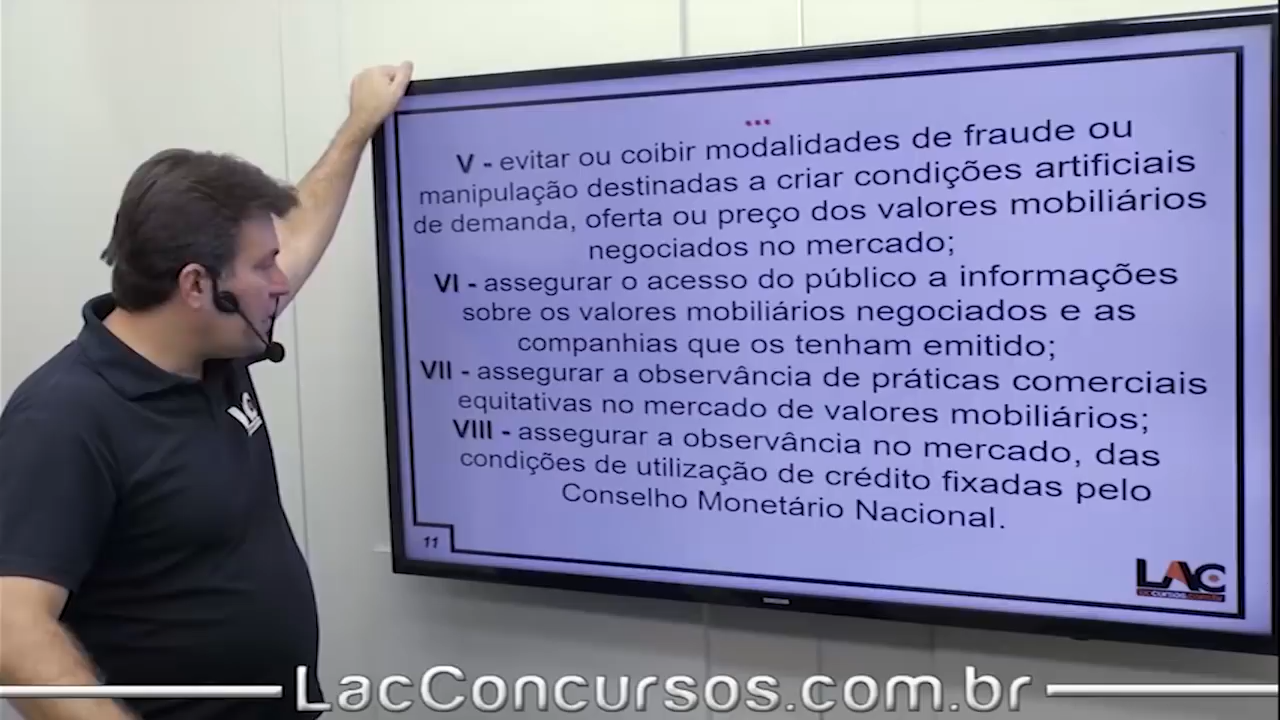 ...
V - evitar ou coibir modalidades de fraude ou
manipulação destinadas a criar condições artificiais
de demanda, oferta ou preço dos valores mobiliários
negociados no mercado;
VI - assegurar o acesso do público a informações
sobre os valores mobiliários negociados e as
companhias que os tenham emitido;
VII - assegurar a observância de práticas comerciais
equitativas no mercado de valores mobiliários;
VIII - assegurar a observância no mercado, das
condições de utilização de crédito fixadas pelo
Conselho Monetário Nacional.
11
LAC
LacConcursos.com.br